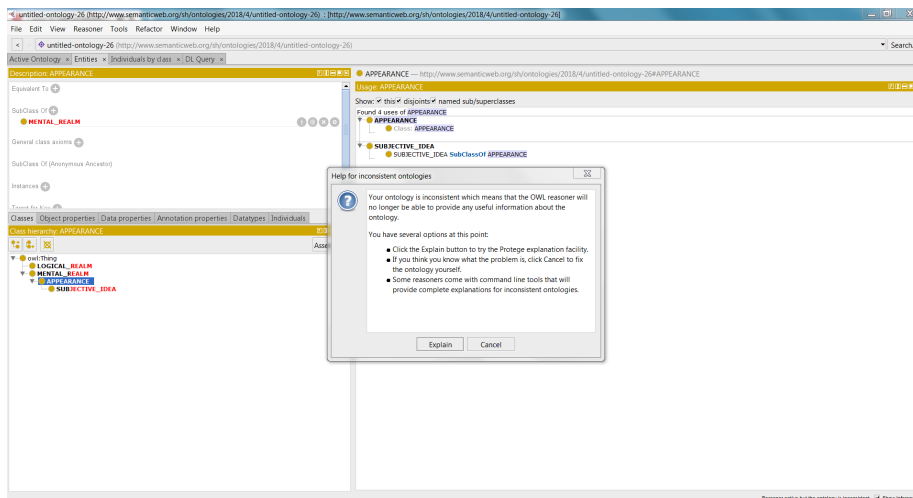 untitled-ontology-26 (http://www.semanticweb.org/sh/ontologies/2018/4/untitled-ontology-26) : [http://www.semanticweb.org/sh/ontologies/2018/4/untitled-ontology-26]
File Edit View Reasoner Tools Refactor Window Help
< untitled-ontology-26 (http://www.semanticweb.org/sh/ontologies/2018/4/untitled-ontology-26) Search
Active Ontology × Entities × Individuals by class × DL Query ×
Description: APPEARANCE
Equivalent To
SubClass Of
MENTAL_REALM
General class axioms
SubClass Of (Anonymous Ancestor)
Instances
Target for Key
Classes Object properties Data properties Annotation properties Datatypes Individuals
Class hierarchy: APPEARANCE
Asse
owl:Thing
LOGICAL_REALM
MENTAL_REALM
APPEARANCE
SUBJECTIVE_IDEA
APPEARANCE — http://www.semanticweb.org/sh/ontologies/2018/4/untitled-ontology-26#APPEARANCE
Usage: APPEARANCE
Show: this disjoints named sub/superclasses
Found 4 uses of APPEARANCE
APPEARANCE
Class: APPEARANCE
SUBJECTIVE_IDEA
SUBJECTIVE_IDEA SubClassOf APPEARANCE
Help for inconsistent ontologies
Your ontology is inconsistent which means that the OWL reasoner will
no longer be able to provide any useful information about the
ontology.
You have several options at this point:
Click the Explain button to try the Protege explanation facility.
If you think you know what the problem is, click Cancel to fix
the ontology yourself.
Some reasoners come with command line tools that will
provide complete explanations for inconsistent ontologies.
Explain Cancel